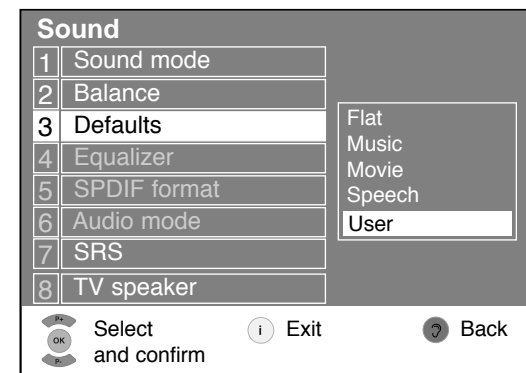 Sound
1 Sound mode
2 Balance
3 Defaults
4 Equalizer
5 SPDIF format
6 Audio mode
7 SRS
8 TV speaker
Flat
Music
Movie
Speech
User
P+
OK
P-
Select
and confirm
i Exit
Back